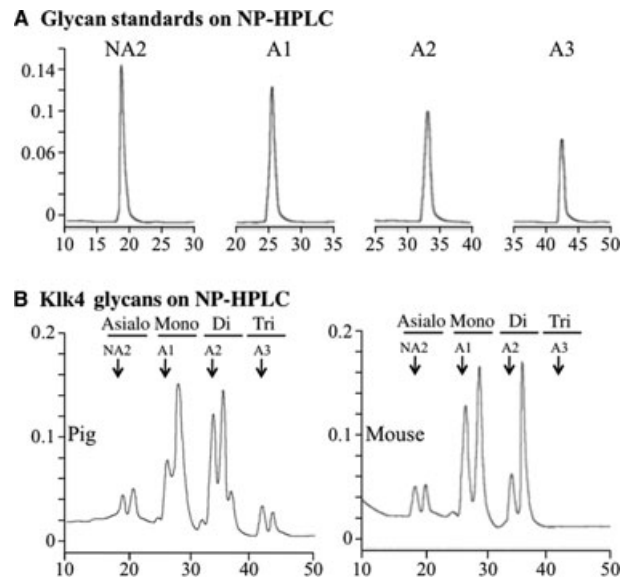 A Glycan standards on NP-HPLC
NA2 A1 A2 A3
0.14
0.1
0.06
0
10 15 20 25 30 20 25 30 35 25 30 35 40 35 40 45 50
B Klk4 glycans on NP-HPLC
Asialo Mono Di Tri Asialo Mono Di Tri
NA2 A1 A2 A3 NA2 A1 A2 A3
0.2 0.2
0.1 0.1
Pig Mouse
0 0
10 20 30 40 50 10 20 30 40 50